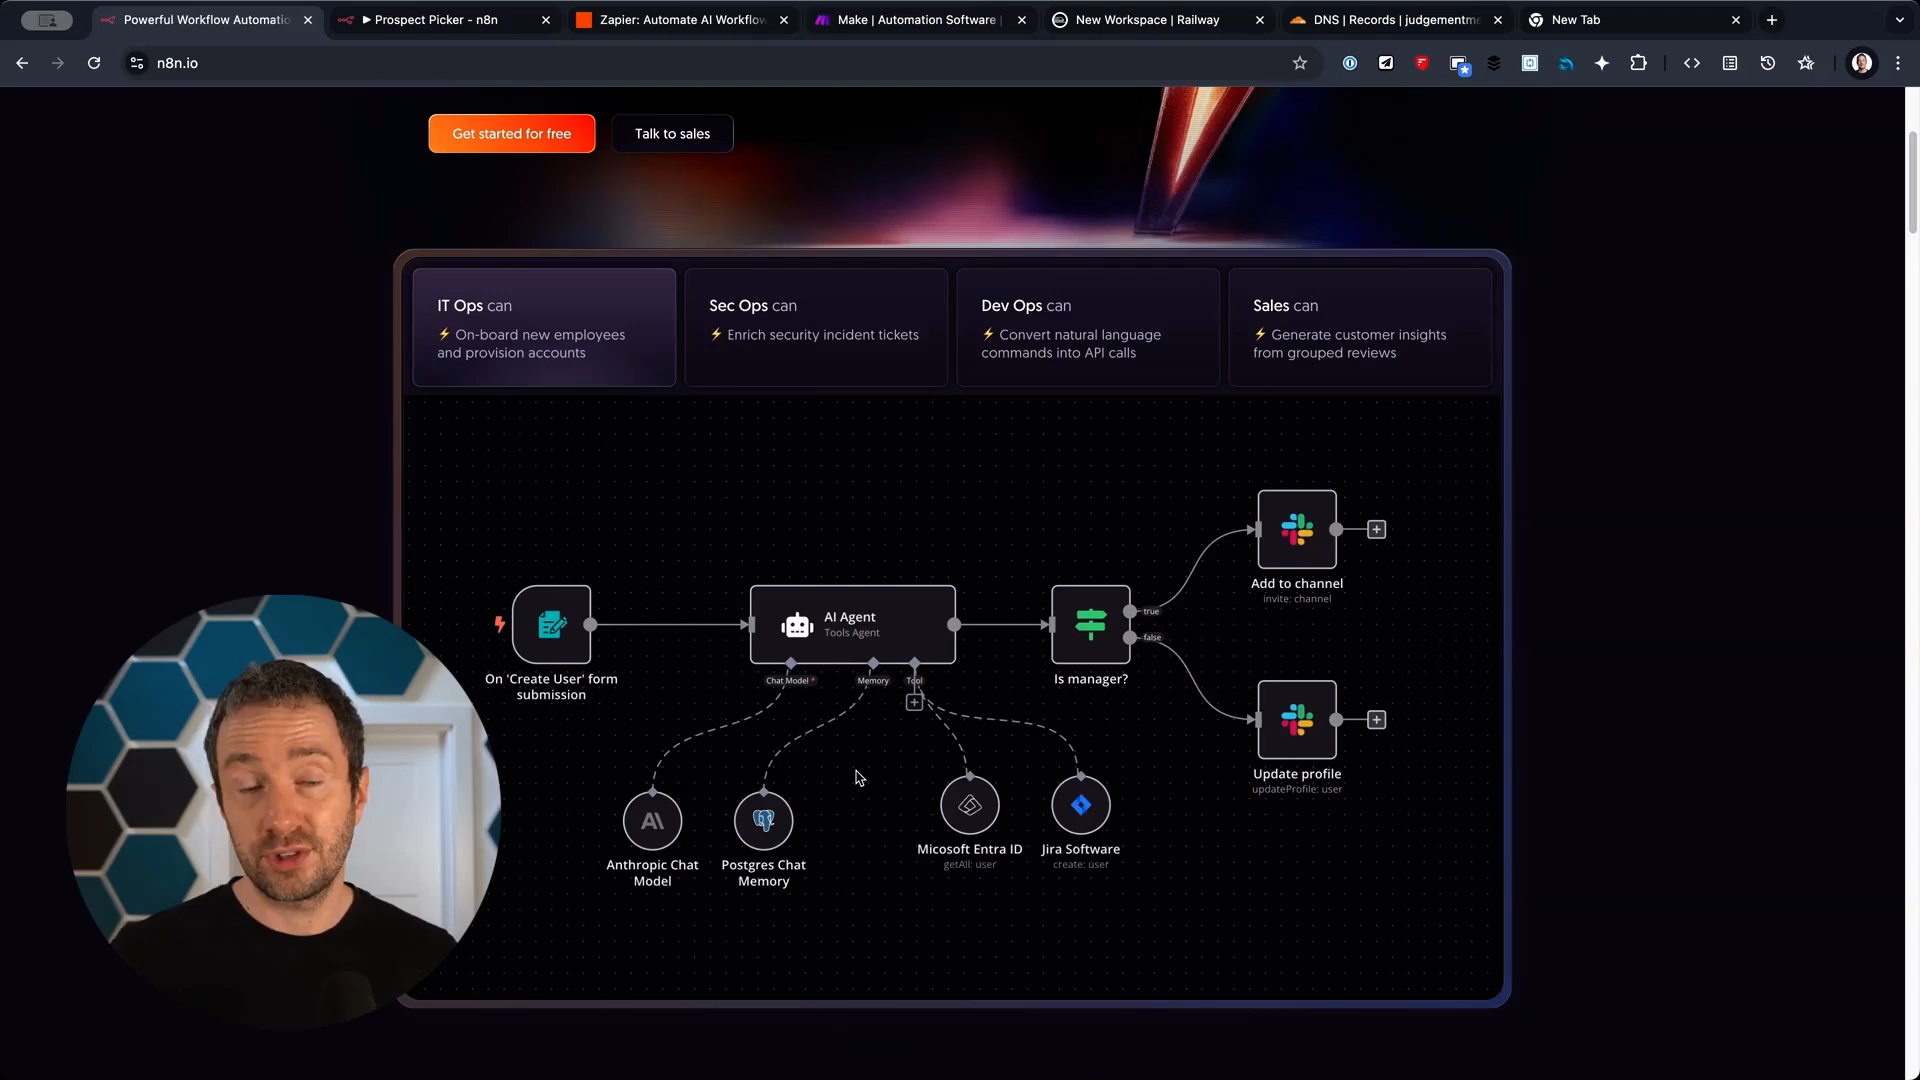 Powerful Workflow Automatio
Prospect Picker - n8n
Zapier: Automate AI Workflow
Make | Automation Software |
New Workspace | Railway
DNS | Records | judgementme
New Tab
n8n.io
Get started for free
Talk to sales
IT Ops can
⚡ On-board new employees
and provision accounts
Sec Ops can
⚡ Enrich security incident tickets
Dev Ops can
⚡ Convert natural language
commands into API calls
Sales can
⚡ Generate customer insights
from grouped reviews
On 'Create User' form
submission
AI Agent
Tools Agent
Chat Model *
Memory
Tool
Is manager?
true
false
Add to channel
invite: channel
Update profile
updateProfile: user
Anthropic Chat
Model
Postgres Chat
Memory
Micosoft Entra ID
getAll: user
Jira Software
create: user